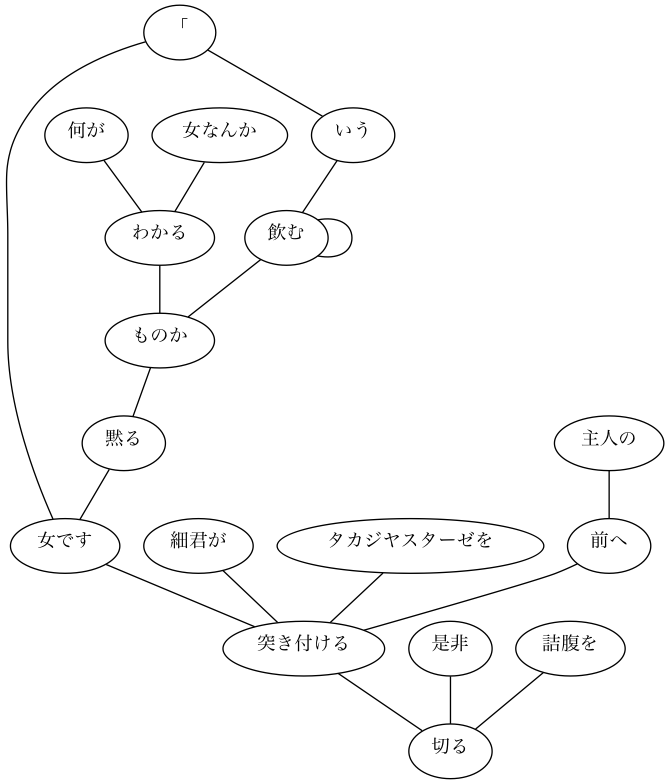 「
何が
女なんか
いう
わかる
飲む
ものか
黙る
主人の
女です
細君が
タカジヤスターゼを
前へ
突き付ける
是非
詰腹を
切る